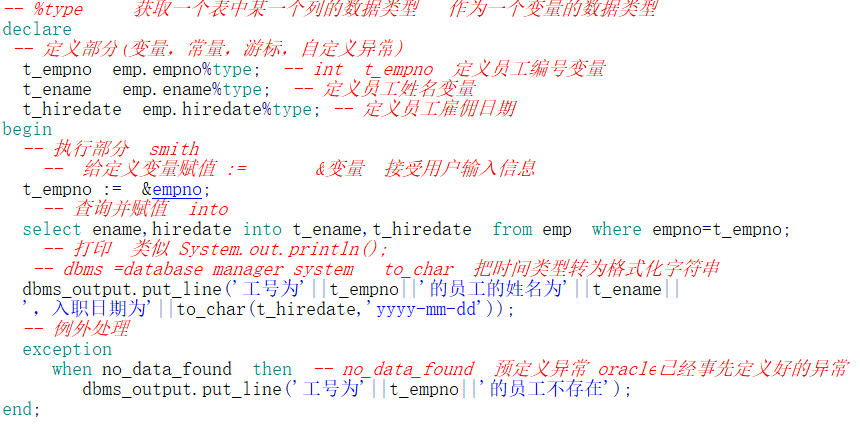 -- %type 获取一个表中某一个列的数据类型 作为一个变量的数据类型
declare
-- 定义部分(变量，常量，游标，自定义异常)
t_empno emp.empno%type; -- int t_empno 定义员工编号变量
t_ename emp.ename%type; -- 定义员工姓名变量
t_hiredate emp.hiredate%type; -- 定义员工雇佣日期
begin
-- 执行部分 smith
-- 给定义变量赋值 := &变量 接受用户输入信息
t_empno := &empno;
-- 查询并赋值 into
select ename,hiredate into t_ename,t_hiredate from emp where empno=t_empno;
-- 打印 类似 System.out.println();
-- dbms =database manager system to_char 把时间类型转为格式化字符串
dbms_output.put_line('工号为'||t_empno||'的员工的姓名为'||t_ename||
'，入职日期为'||to_char(t_hiredate,'yyyy-mm-dd'));
-- 例外处理
exception
when no_data_found then -- no_data_found 预定义异常 oracle已经事先定义好的异常
dbms_output.put_line('工号为'||t_empno||'的员工不存在');
end;